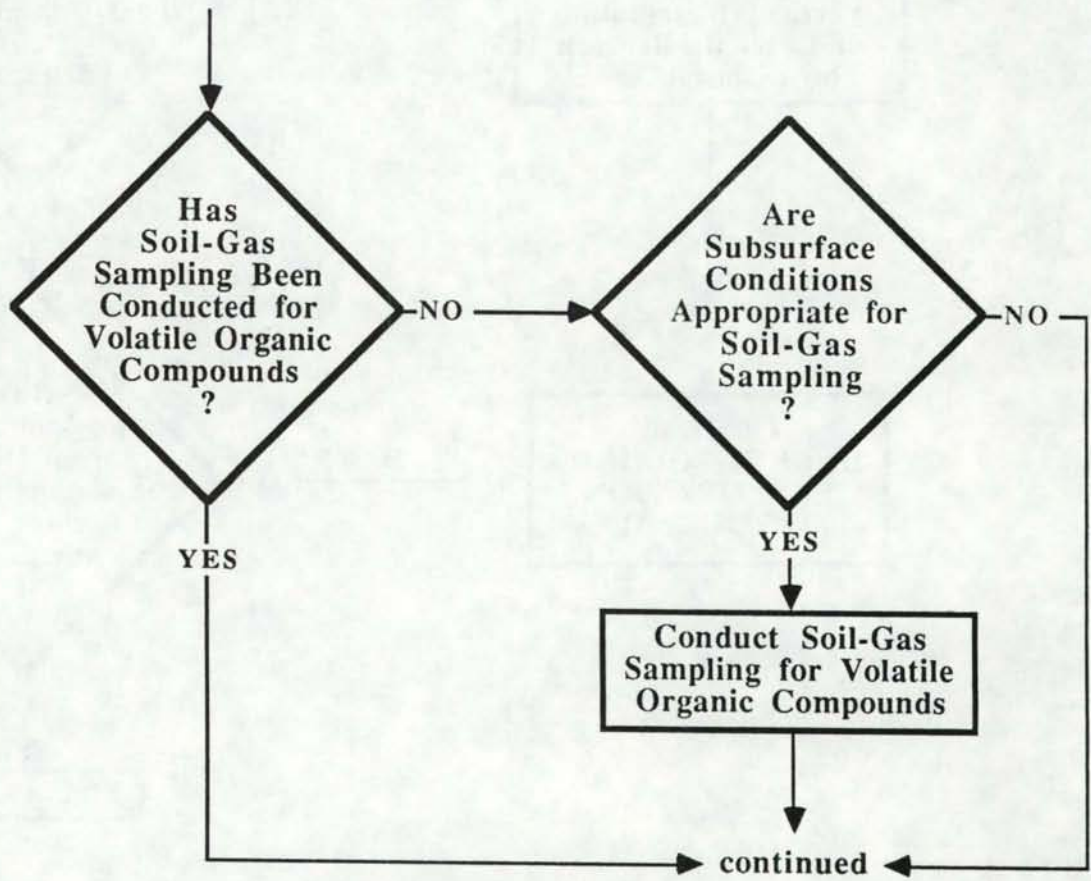 Has
Soil-Gas
Sampling Been
Conducted for
Volatile Organic
Compounds
?
NO
YES
Are
Subsurface
Conditions
Appropriate for
Soil-Gas
Sampling
?
NO
YES
Conduct Soil-Gas
Sampling for Volatile
Organic Compounds
continued